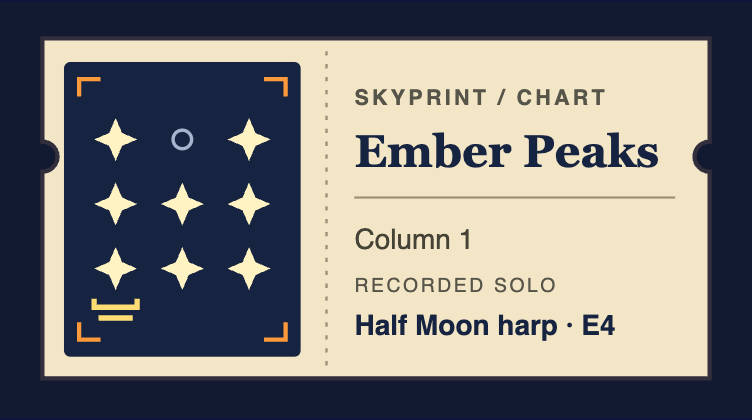 SKYPRINT / CHART
Ember Peaks
Column 1
RECORDED SOLO
Half Moon harp · E4